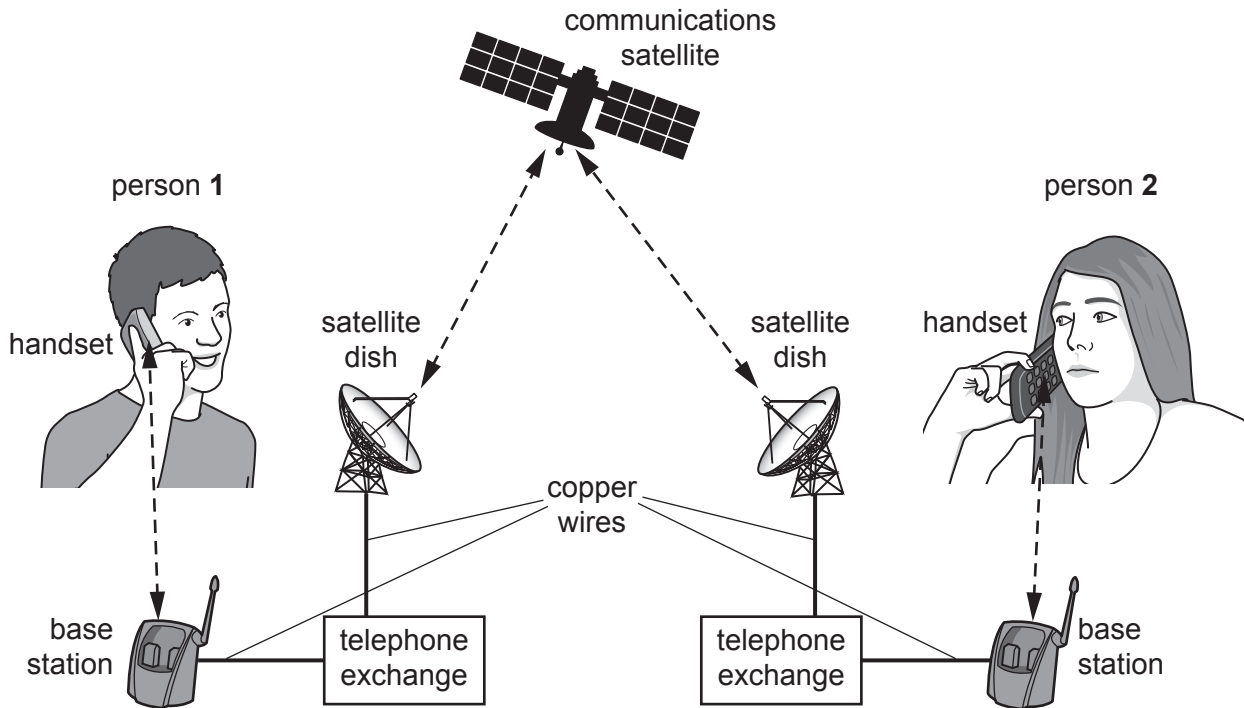 communications
satellite
person 1
person 2
handset
satellite
dish
satellite
dish
handset
copper
wires
base
station
telephone
exchange
telephone
exchange
base
station